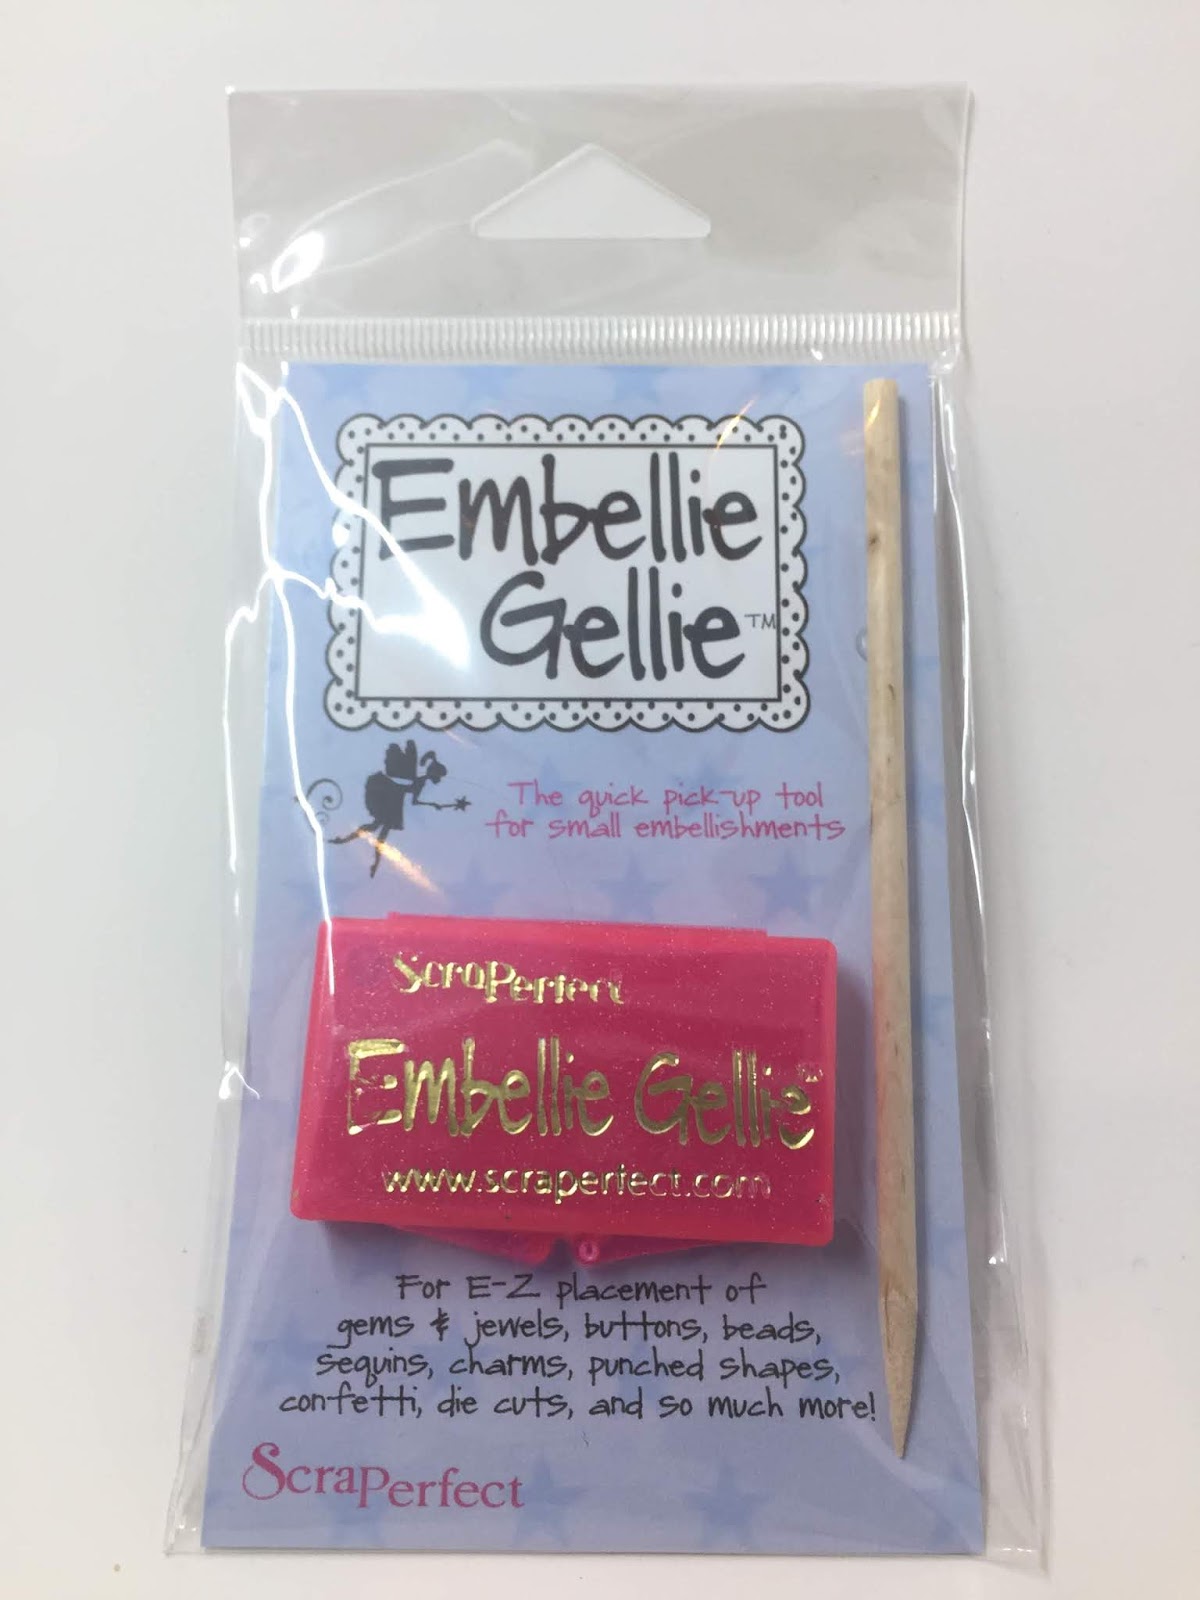 Embellie
Gellie™
The quick pick-up tool
for small embellishments
ScraPerfect
Embellie Gellie™
www.scraperfect.com
For E-Z placement of
gems & jewels, buttons, beads,
sequins, charms, punched shapes,
confetti, die cuts, and so much more!
ScraPerfect